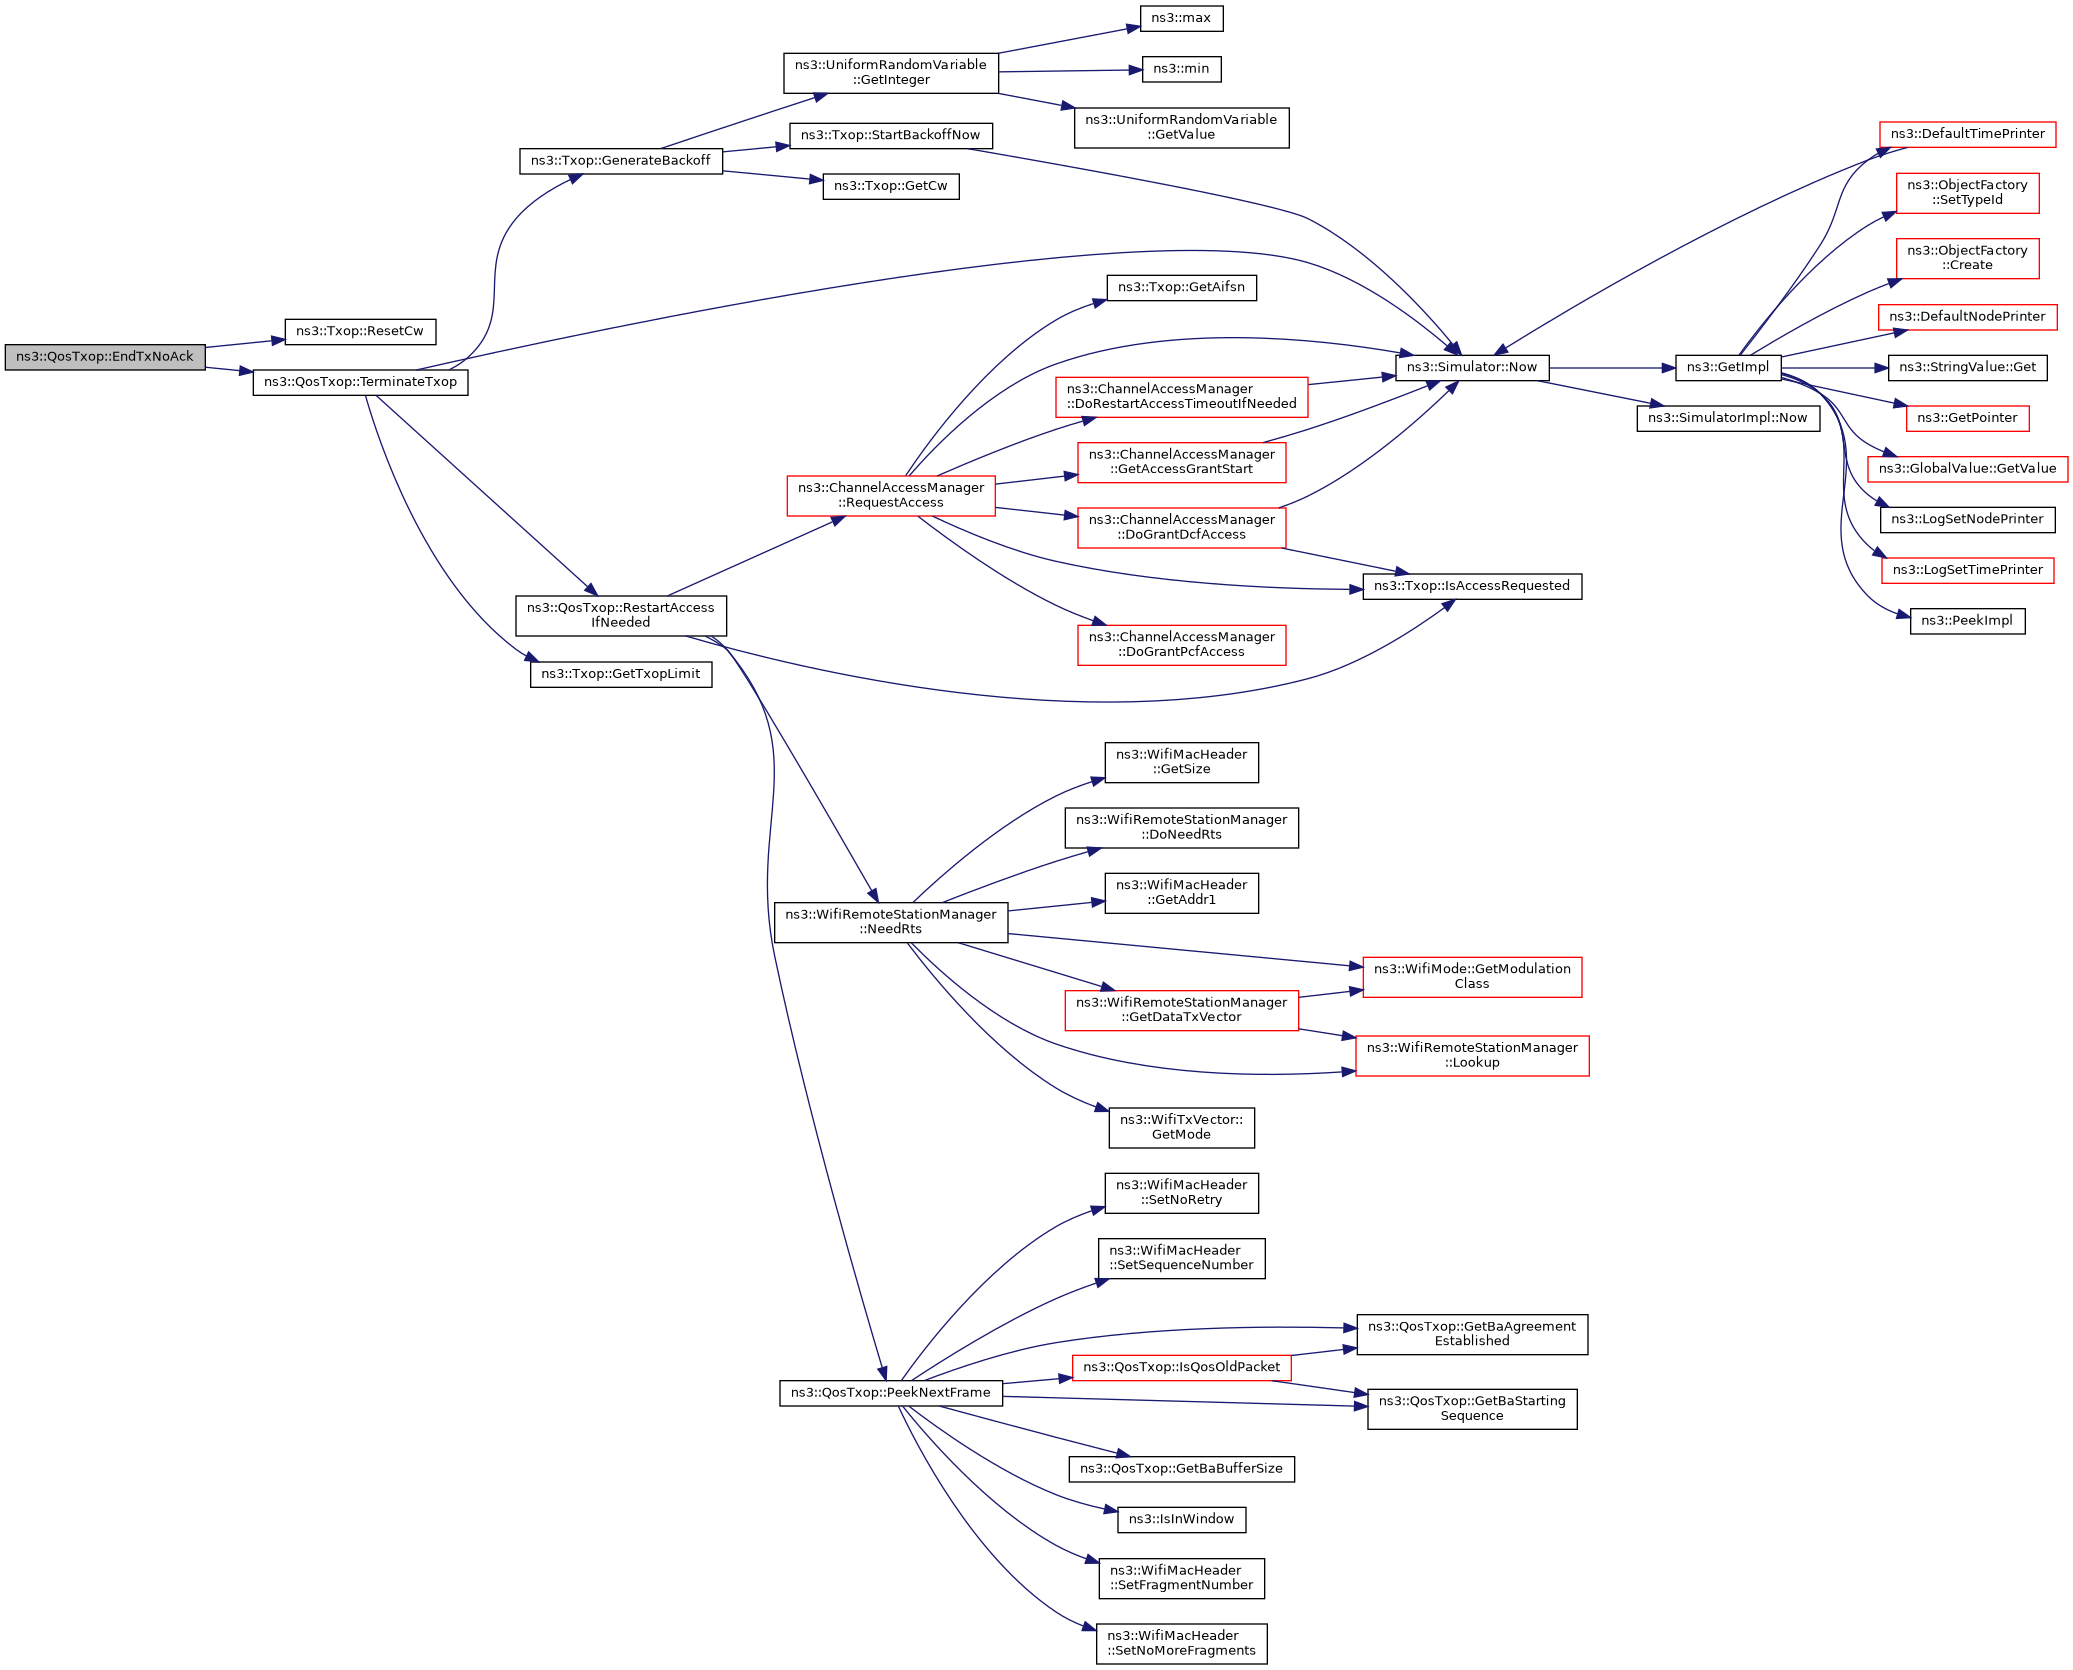 ns3::QosTxop::EndTxNoAck
ns3::Txop::ResetCw
ns3::QosTxop::TerminateTxop
ns3::Txop::GenerateBackoff
ns3::QosTxop::RestartAccess
IfNeeded
ns3::Txop::GetTxopLimit
ns3::UniformRandomVariable
::GetInteger
ns3::Txop::StartBackoffNow
ns3::Txop::GetCw
ns3::ChannelAccessManager
::RequestAccess
ns3::WifiRemoteStationManager
::NeedRts
ns3::QosTxop::PeekNextFrame
ns3::max
ns3::min
ns3::UniformRandomVariable
::GetValue
ns3::Txop::GetAifsn
ns3::ChannelAccessManager
::DoRestartAccessTimeoutIfNeeded
ns3::ChannelAccessManager
::GetAccessGrantStart
ns3::ChannelAccessManager
::DoGrantDcfAccess
ns3::ChannelAccessManager
::DoGrantPcfAccess
ns3::WifiMacHeader
::GetSize
ns3::WifiRemoteStationManager
::DoNeedRts
ns3::WifiMacHeader
::GetAddr1
ns3::WifiRemoteStationManager
::GetDataTxVector
ns3::WifiTxVector::
GetMode
ns3::WifiMacHeader
::SetNoRetry
ns3::WifiMacHeader
::SetSequenceNumber
ns3::QosTxop::IsQosOldPacket
ns3::QosTxop::GetBaBufferSize
ns3::IsInWindow
ns3::WifiMacHeader
::SetFragmentNumber
ns3::WifiMacHeader
::SetNoMoreFragments
ns3::Simulator::Now
ns3::Txop::IsAccessRequested
ns3::WifiMode::GetModulation
Class
ns3::WifiRemoteStationManager
::Lookup
ns3::QosTxop::GetBaAgreement
Established
ns3::QosTxop::GetBaStarting
Sequence
ns3::GetImpl
ns3::SimulatorImpl::Now
ns3::DefaultTimePrinter
ns3::ObjectFactory
::SetTypeId
ns3::ObjectFactory
::Create
ns3::DefaultNodePrinter
ns3::StringValue::Get
ns3::GetPointer
ns3::GlobalValue::GetValue
ns3::LogSetNodePrinter
ns3::LogSetTimePrinter
ns3::PeekImpl